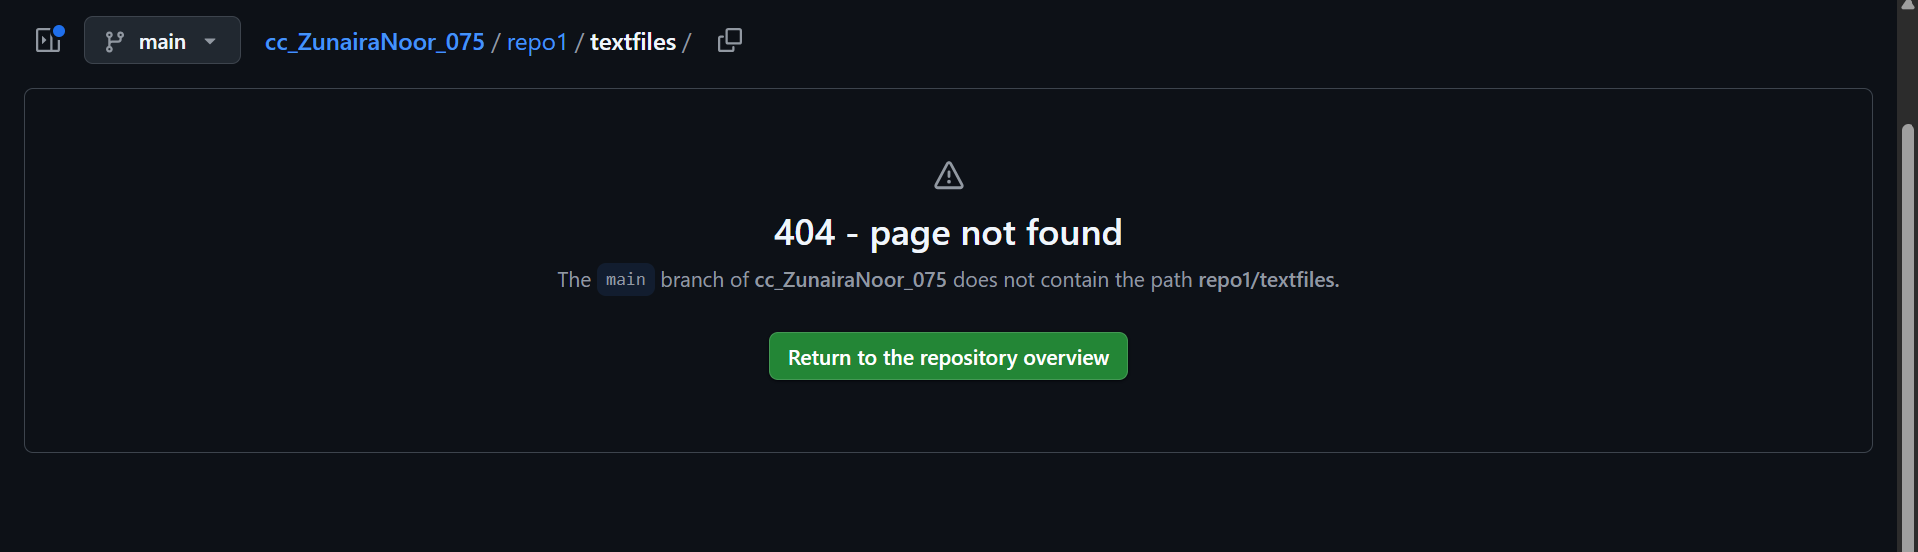 main cc_ZunairaNoor_075 / repo1 / textfiles /
404 - page not found
The main branch of cc_ZunairaNoor_075 does not contain the path repo1/textfiles.
Return to the repository overview